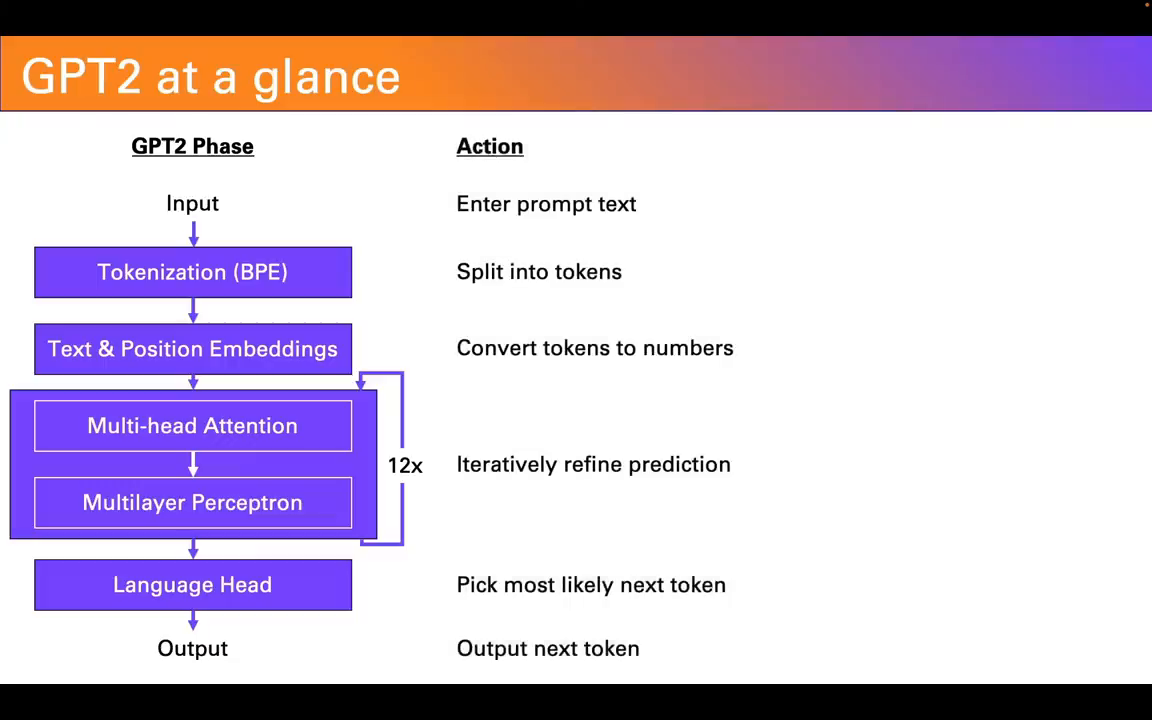 GPT2 at a glance
GPT2 Phase Action
Input Enter prompt text
Tokenization (BPE) Split into tokens
Text & Position Embeddings Convert tokens to numbers
Multi-head Attention
12x Iteratively refine prediction
Multilayer Perceptron
Language Head Pick most likely next token
Output Output next token